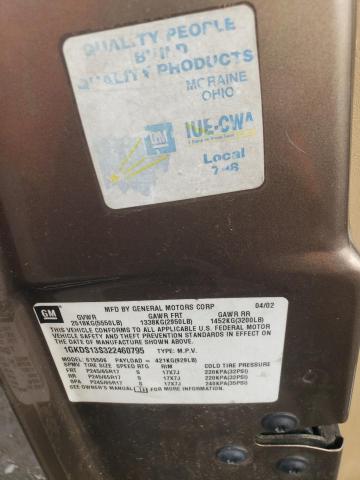 QUALITY PEOPLE
BUILD
QUALITY PRODUCTS
MORAINE
OHIO
GM
IUE-CWA
Local
GM
MFD BY GENERAL MOTORS CORP 04/02
GVWR GAWR FRT GAWR RR
2518KG(5550LB) 1338KG(2950LB) 1452KG(3200LB)
THIS VEHICLE CONFORMS TO ALL APPLICABLE U.S. FEDERAL MOTOR
VEHICLE SAFETY AND THEFT PREVENTION STANDARDS IN EFFECT ON
THE DATE OF MANUFACTURE SHOWN ABOVE.
1GKDS13S322460795 TYPE: M.P.V.
MODEL: S15506 PAYLOAD = 421KG(929LB)
SPMV TIRE SIZE SPEED RTG RIM COLD TIRE PRESSURE
FRT P245/65R17 S 17X7J 220KPA(32PSI)
RR P245/65R17 S 17X7J 220KPA(32PSI)
SPA P245/65R17 S 17X7J 240KPA(35PSI)
SEE OWNER'S MANUAL FOR MORE INFORMATION.